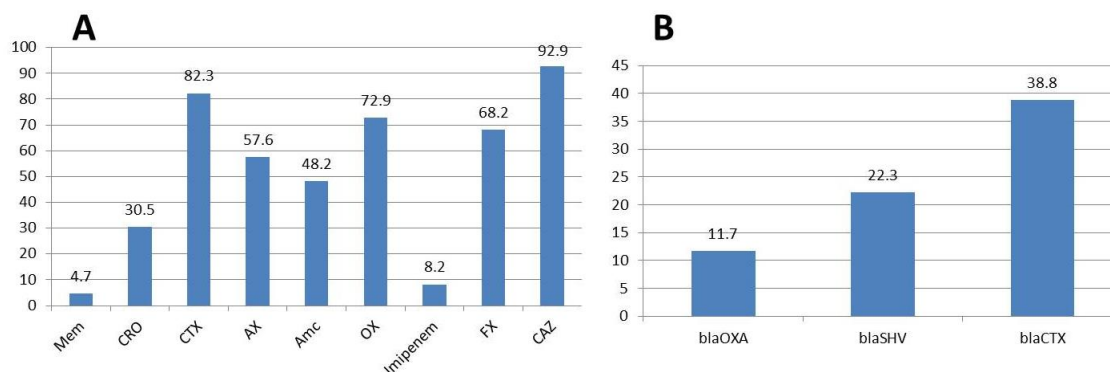 A
100
90
80
70
60
50
40
30
20
10
0
4.7
30.5
82.3
57.6
48.2
72.9
8.2
68.2
92.9
Mem
CRO
CTX
AX
Amc
OX
Imipenem
FX
CAZ
B
45
40
35
30
25
20
15
10
5
0
11.7
22.3
38.8
blaOXA
blaSHV
blaCTX